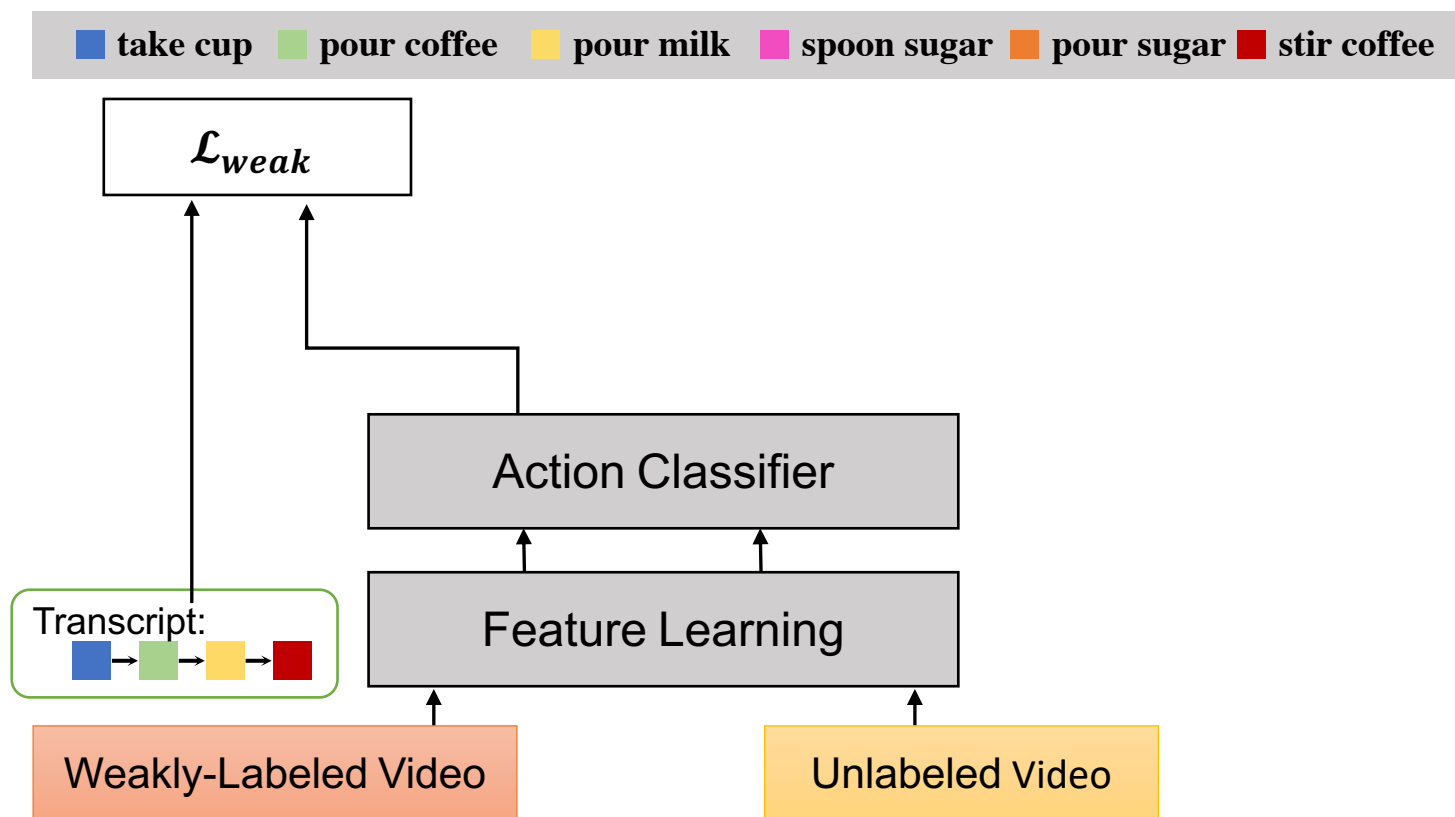 take cup pour coffee pour milk spoon sugar pour sugar stir coffee
ℒ_weak
Action Classifier
Feature Learning
Transcript:
Weakly-Labeled Video Unlabeled Video